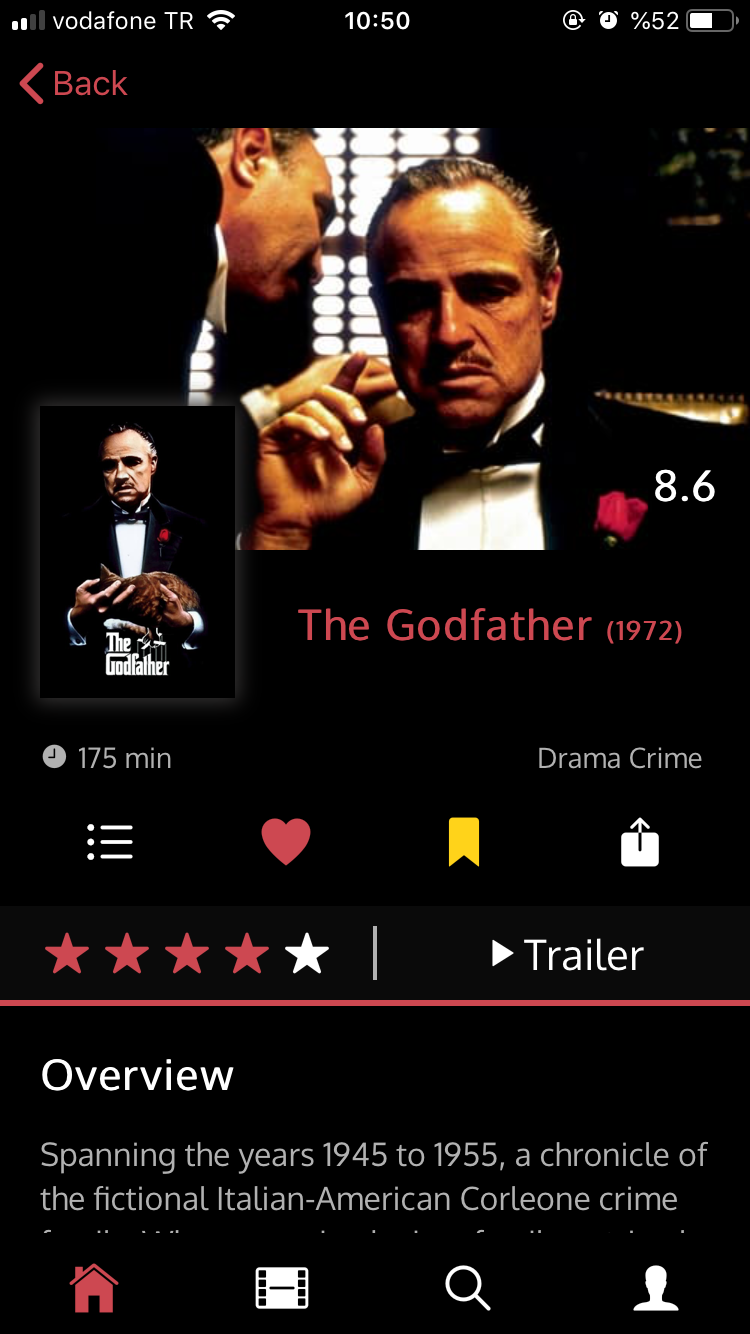 vodafone TR 10:50 %52
Back
8.6
The
Godfather
The Godfather (1972)
175 min Drama Crime
Trailer
Overview
Spanning the years 1945 to 1955, a chronicle of
the fictional Italian-American Corleone crime